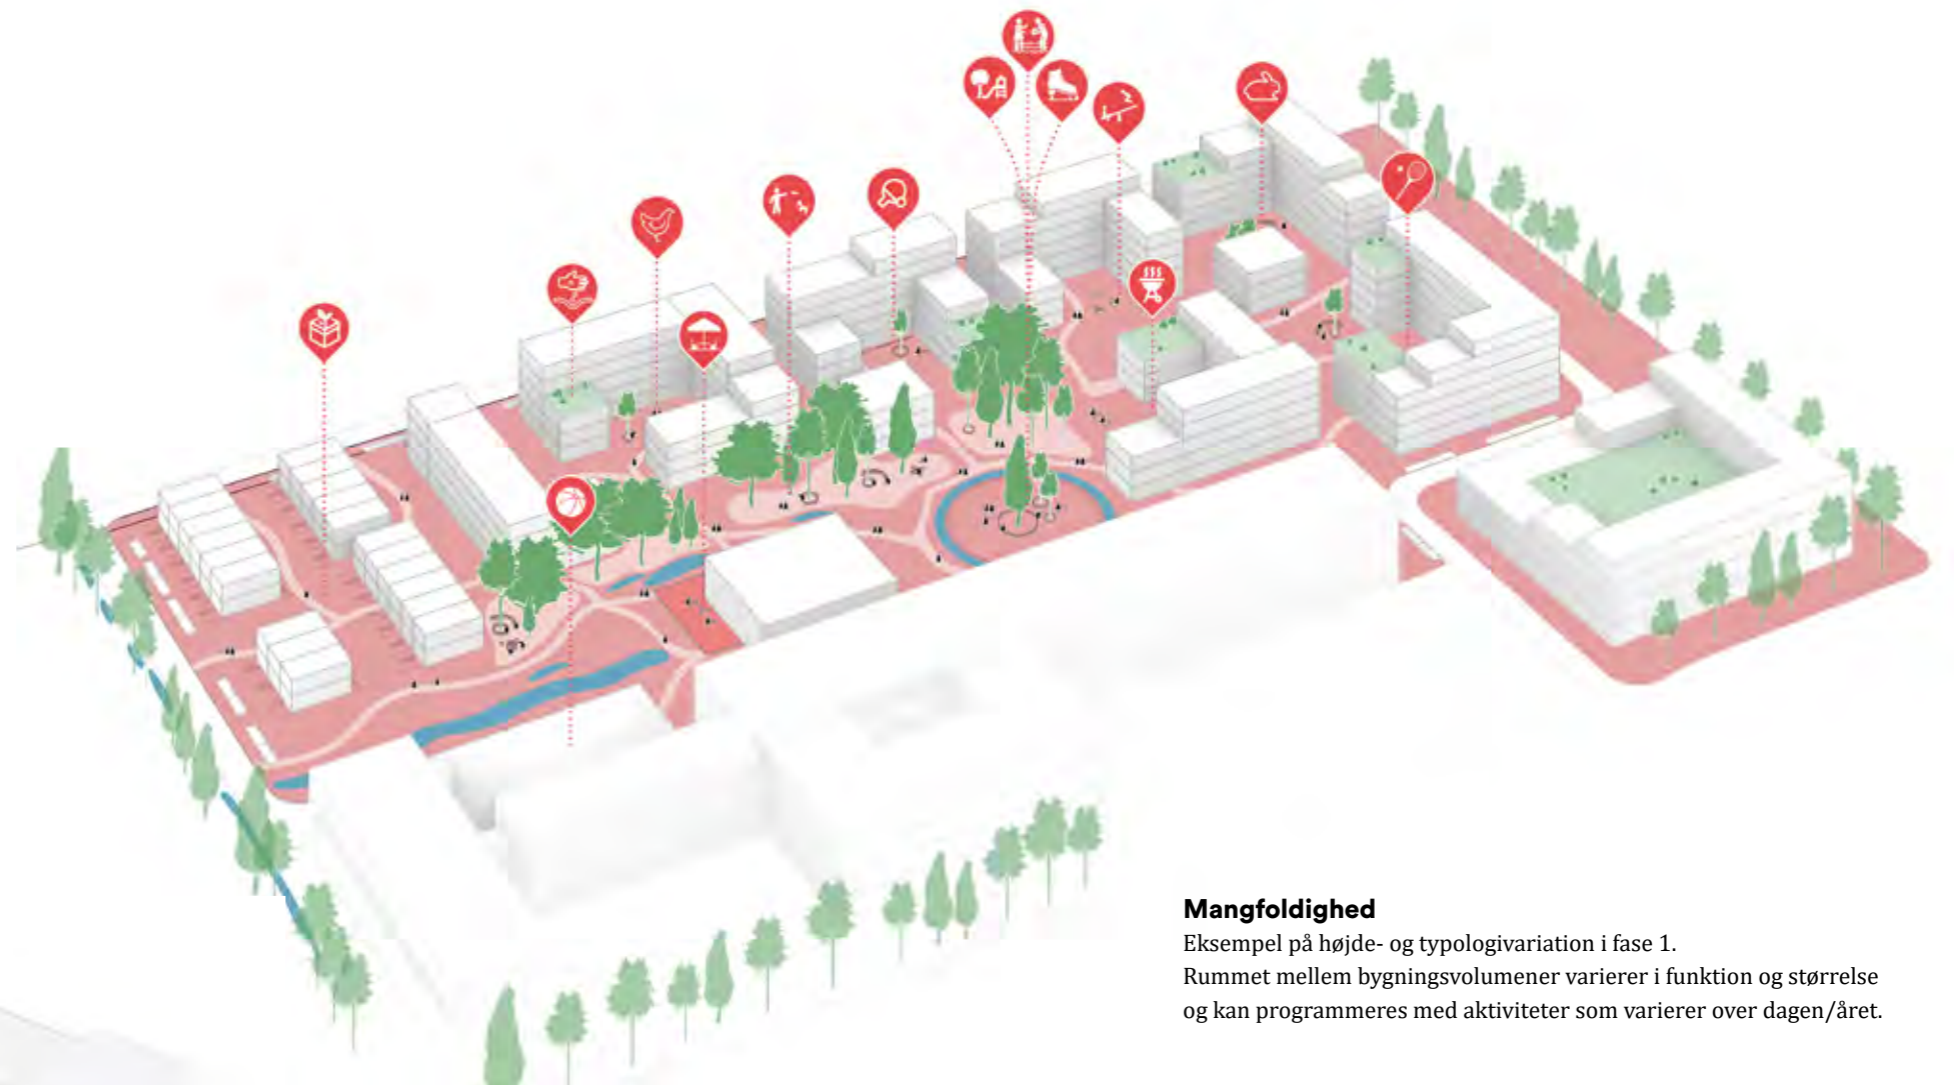 Mangfoldighed
Eksempel på højde- og typologivariation i fase 1.
Rummet mellem bygningsvolumener varierer i funktion og størrelse
og kan programmeres med aktiviteter som varierer over dagen/året.